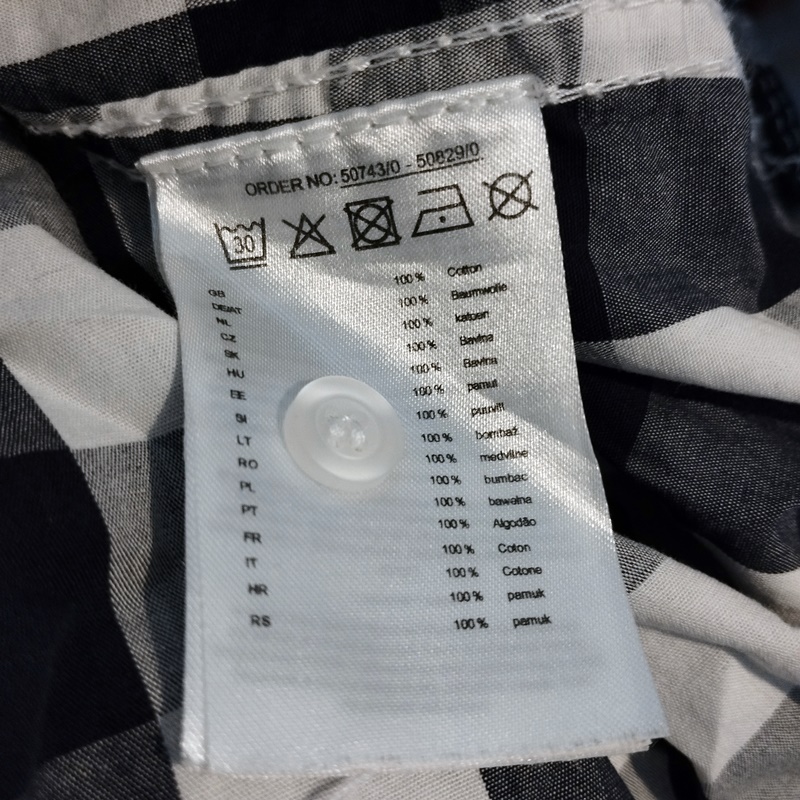 ORDER NO: 50743/0 - 50829/0
30
GB 100 % Cotton
DE/AT 100 % Baumwolle
NL 100 % katoen
CZ 100 % Bavlna
SK 100 % Bavlna
HU 100 % pamut
EE 100 % puuvill
SI 100 % bombaž
LT 100 % medvilnė
RO 100 % bumbac
PL 100 % bawełna
PT 100 % Algodão
FR 100 % Coton
IT 100 % Cotone
HR 100 % pamuk
RS 100 % pamuk